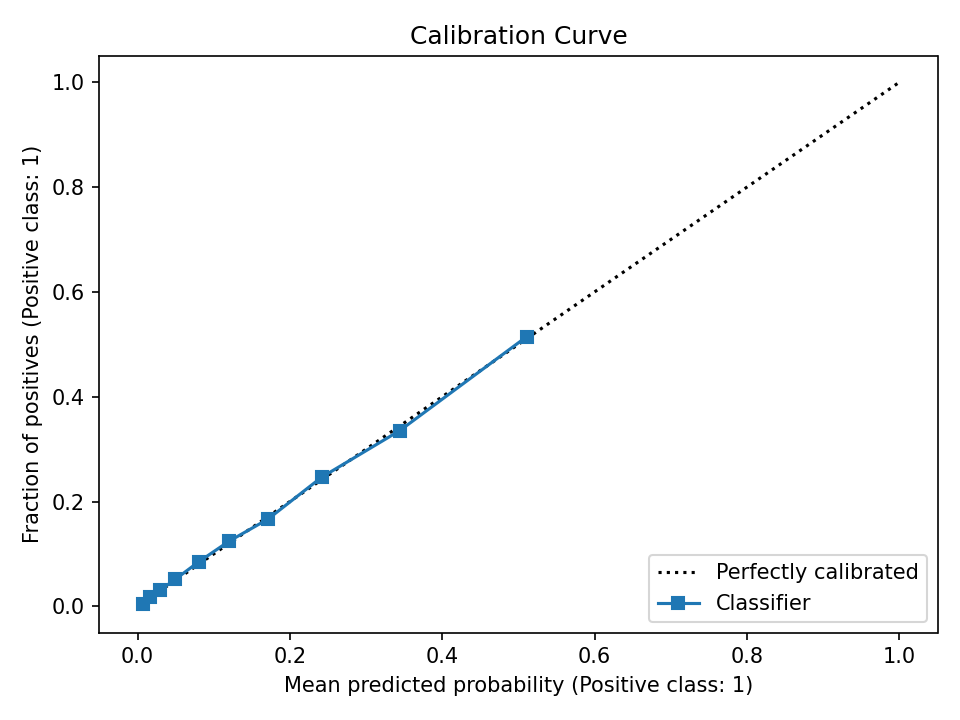 Calibration Curve
1.0
0.8
0.6
0.4
0.2
0.0
Fraction of positives (Positive class: 1)
Perfectly calibrated
Classifier
0.0 0.2 0.4 0.6 0.8 1.0
Mean predicted probability (Positive class: 1)